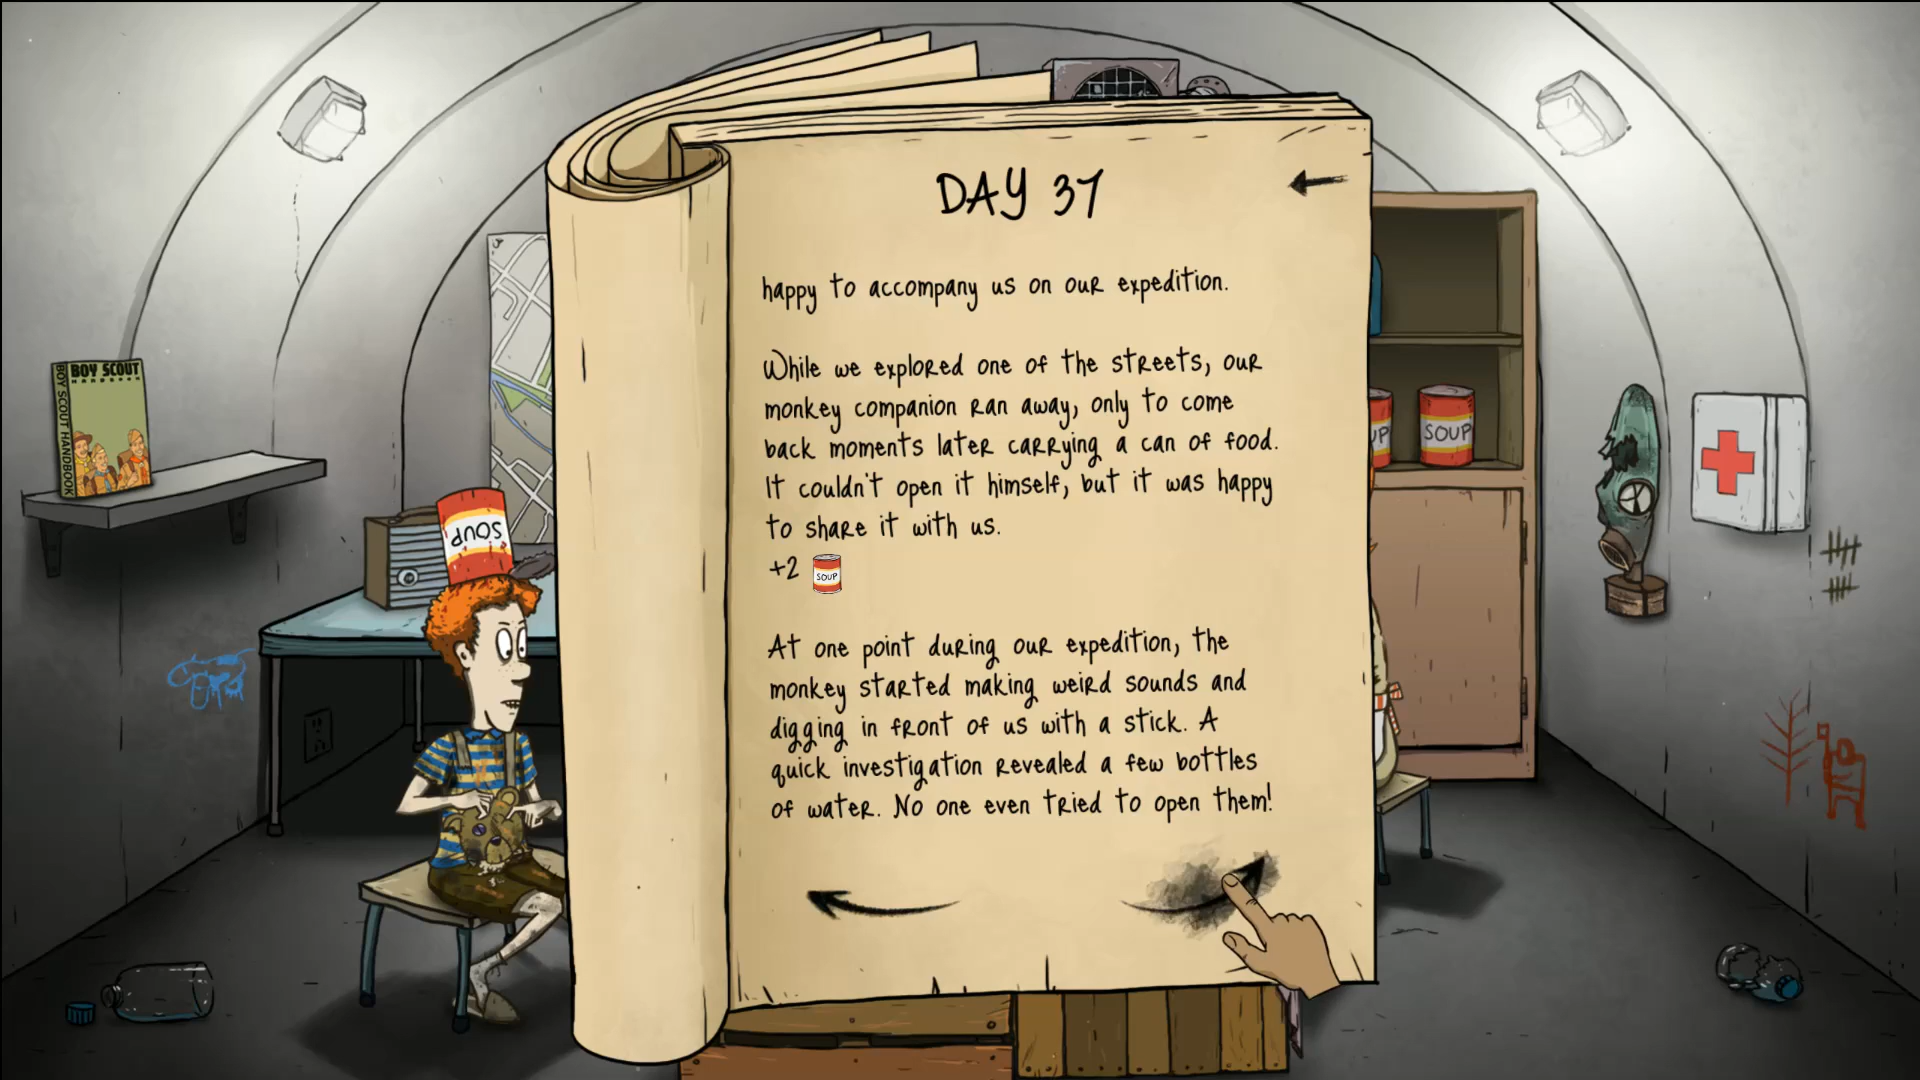 DAY 37
happy to accompany us on our expedition.
While we explored one of the streets, our
monkey companion ran away, only to come
back moments later carrying a can of food.
It couldn't open it himself, but it was happy
to share it with us.
+2
SOUP
At one point during our expedition, the
monkey started making weird sounds and
digging in front of us with a stick. A
quick investigation revealed a few bottles
of water. No one even tried to open them!
BOY SCOUT
HANDBOOK
BOY SCOUT HANDBOOK
SOUP
UP
SOUP